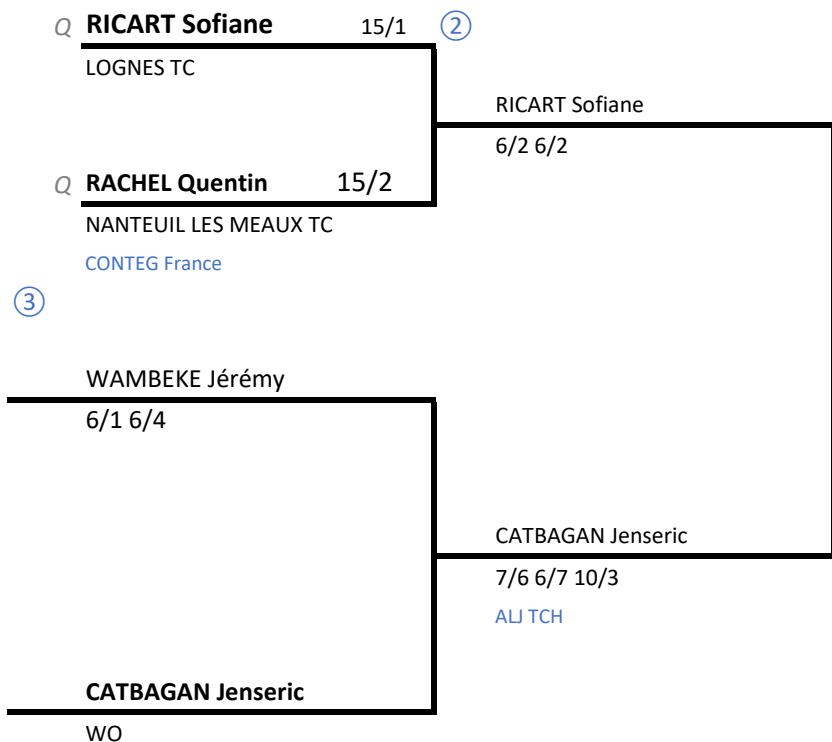 Q RICART Sofiane 15/1 ②
LOGNES TC
RICART Sofiane
6/2 6/2
Q RACHEL Quentin 15/2
NANTEUIL LES MEAUX TC
CONTEG France
③
WAMBEKE Jérémy
6/1 6/4
CATBAGAN Jenseric
7/6 6/7 10/3
ALJ TCH
CATBAGAN Jenseric
WO